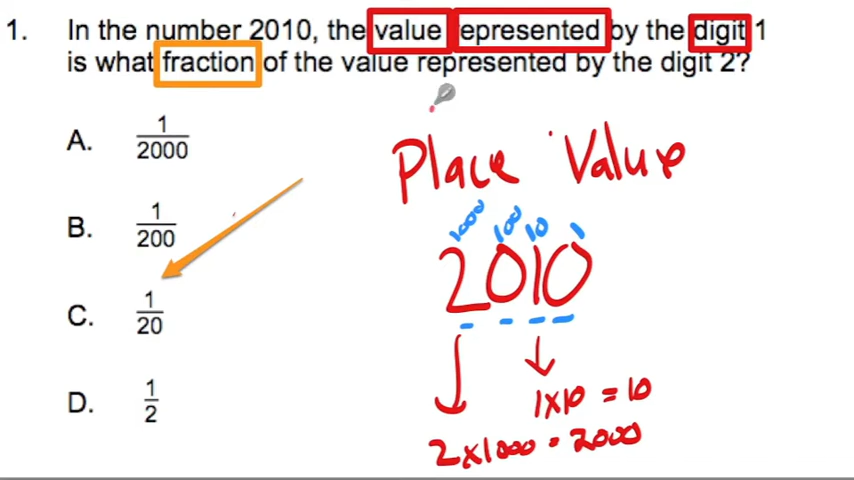 1. In the number 2010, the value represented by the digit 1
is what fraction of the value represented by the digit 2?
A. 1/2000
B. 1/200
C. 1/20
D. 1/2
Place Value
1000 100 10 1
2010
1x10 = 10
2x1000 = 2000